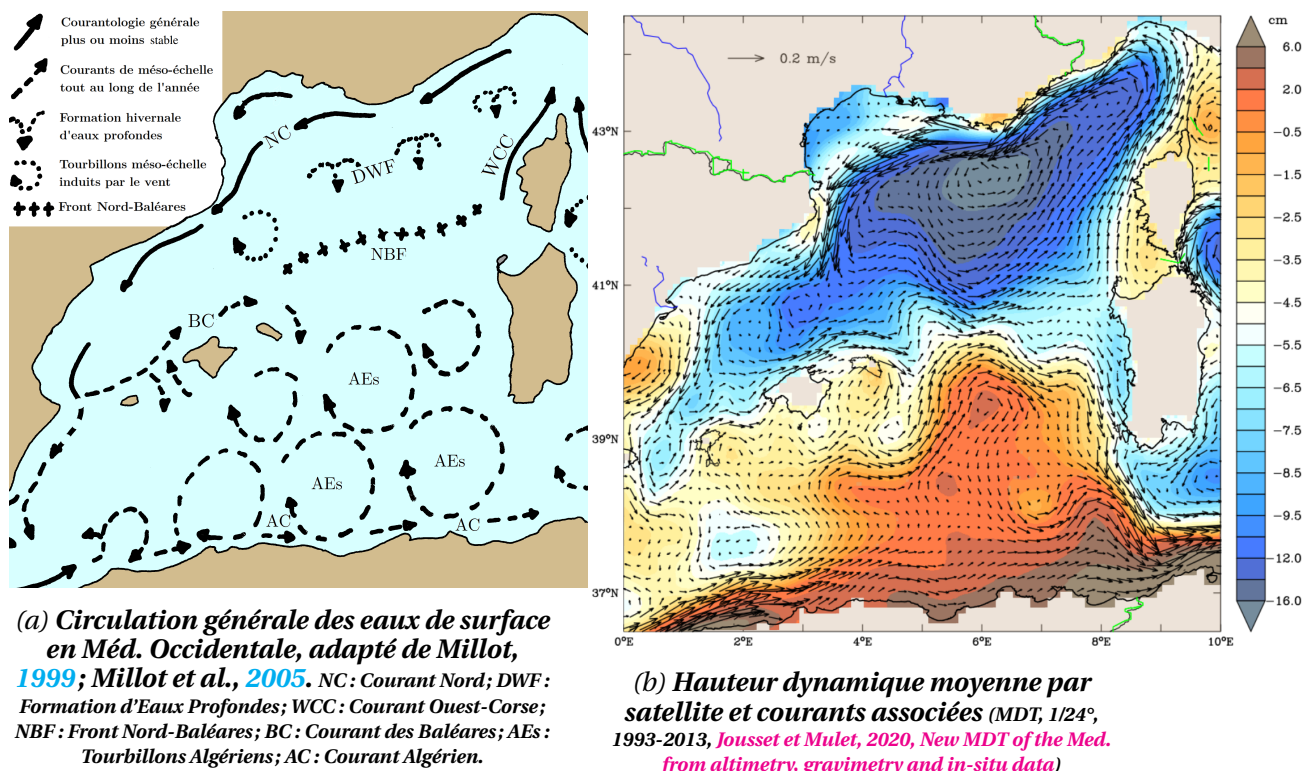 Courantologie générale
plus ou moins stable
Courants de méso-échelle
tout au long de l'année
Formation hivernale
d'eaux profondes
Tourbillons méso-échelle
induits par le vent
Front Nord-Baléares
NC
DWF
WCC
NBF
BC
AEs
AEs
AEs
AC
AC
(a) Circulation générale des eaux de surface
en Méd. Occidentale, adapté de Millot,
1999; Millot et al., 2005. NC : Courant Nord; DWF :
Formation d'Eaux Profondes; WCC : Courant Ouest-Corse;
NBF : Front Nord-Baléares; BC : Courant des Baléares; AEs :
Tourbillons Algériens; AC : Courant Algérien.
0.2 m/s
43°N
41°N
39°N
37°N
0°E
2°E
4°E
6°E
8°E
10°E
cm
6.0
2.0
−0.5
−1.5
−2.5
−3.5
−4.5
−5.5
−6.5
−7.5
−8.5
−9.5
−12.0
−16.0
(b) Hauteur dynamique moyenne par
satellite et courants associées (MDT, 1/24°,
1993-2013, Jousset et Mulet, 2020, New MDT of the Med.
from altimetry, gravimetry and in-situ data)